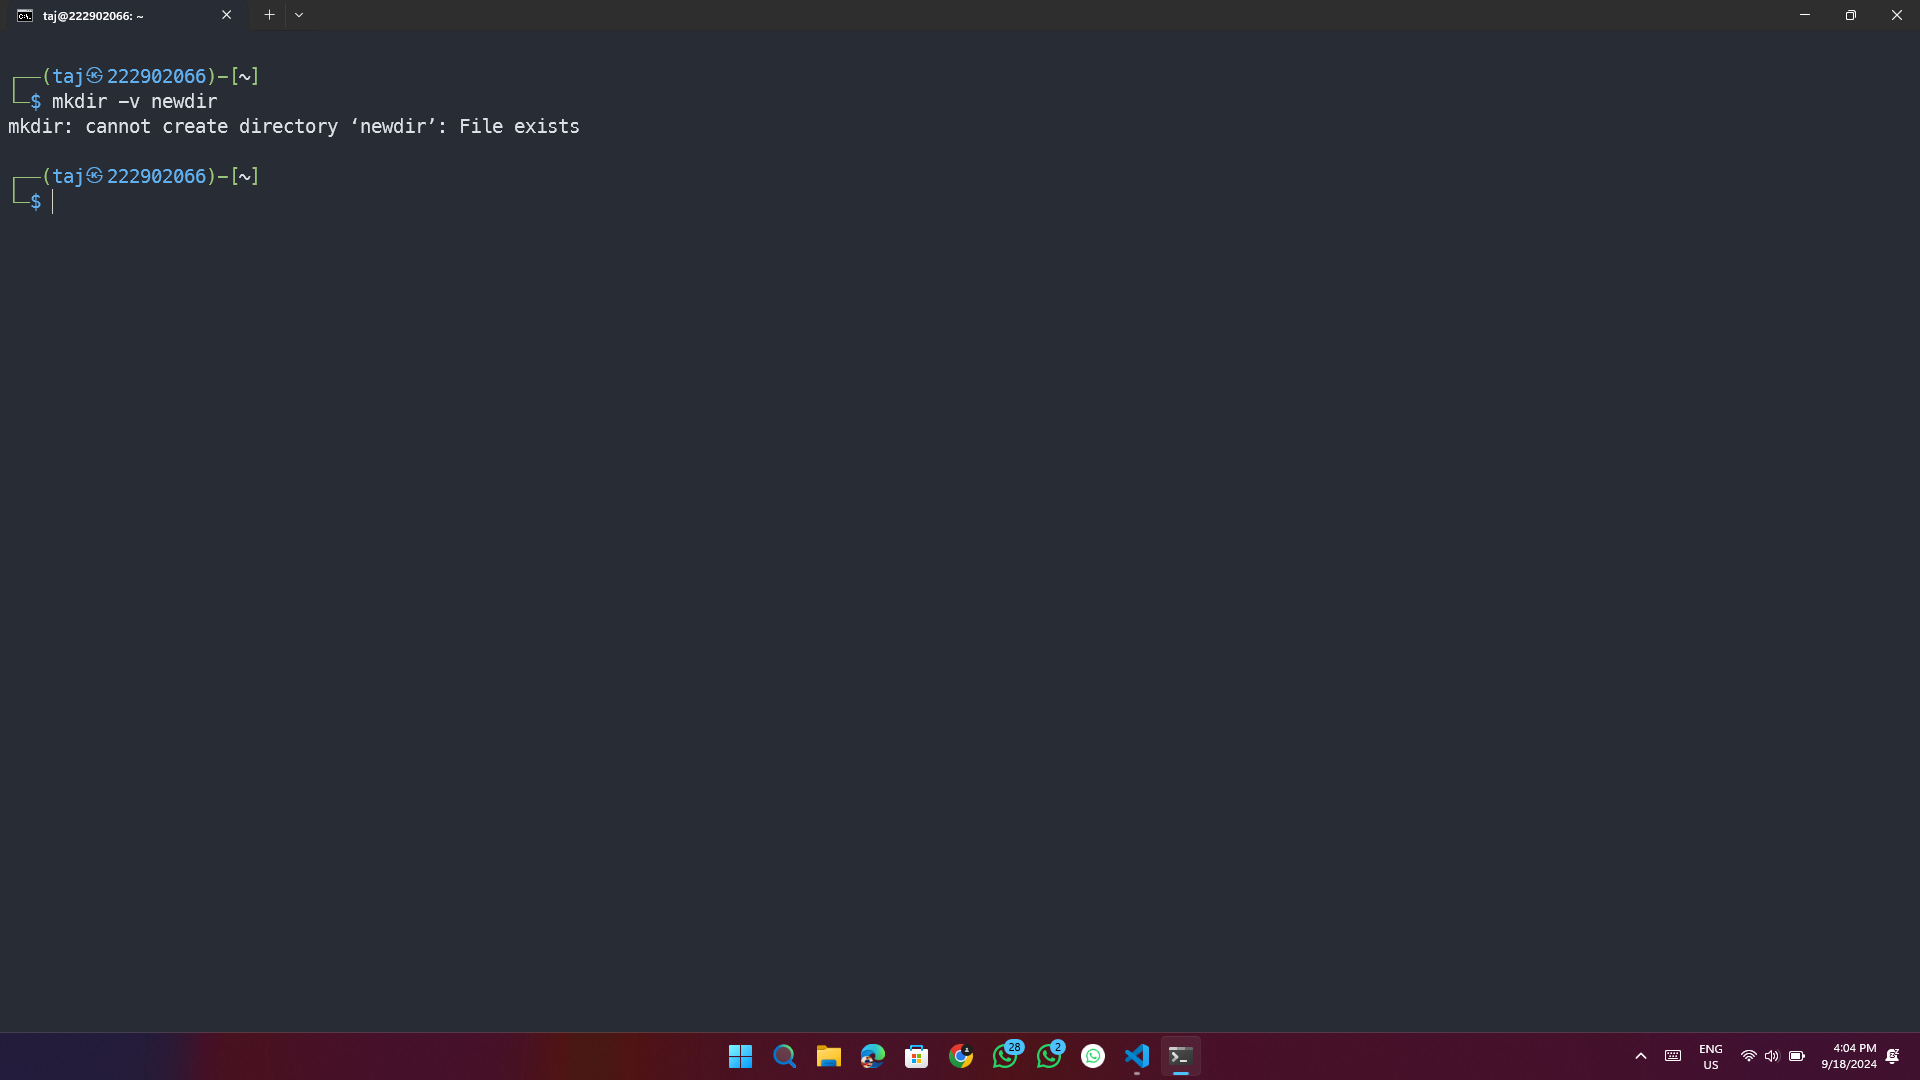 taj@222902066: ~
┌──(taj㉿222902066)-[~]
└─$ mkdir -v newdir
mkdir: cannot create directory ‘newdir’: File exists
┌──(taj㉿222902066)-[~]
└─$
28
2
ENG
US
4:04 PM
9/18/2024